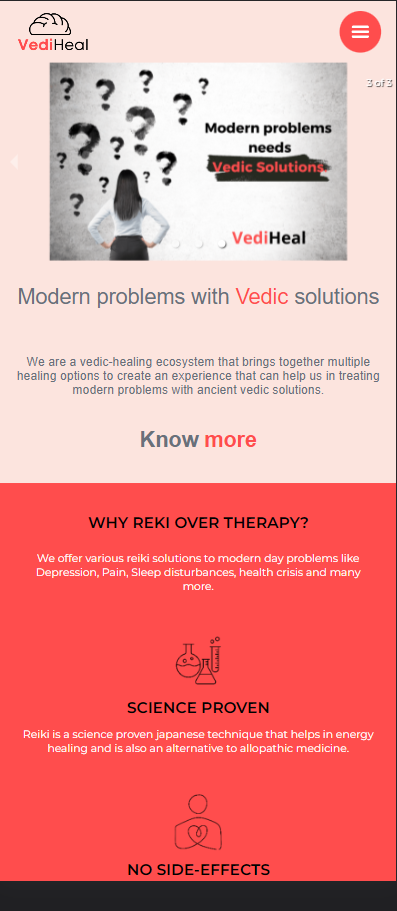 VediHeal
3 of 3
Modern problems
needs
Vedic Solutions
VediHeal
Modern problems with Vedic solutions
We are a vedic-healing ecosystem that brings together multiple
healing options to create an experience that can help us in treating
modern problems with ancient vedic solutions.
Know more
WHY REKI OVER THERAPY?
We offer various reiki solutions to modern day problems like
Depression, Pain, Sleep disturbances, health crisis and many
more.
SCIENCE PROVEN
Reiki is a science proven japanese technique that helps in energy
healing and is also an alternative to allopathic medicine.
NO SIDE-EFFECTS